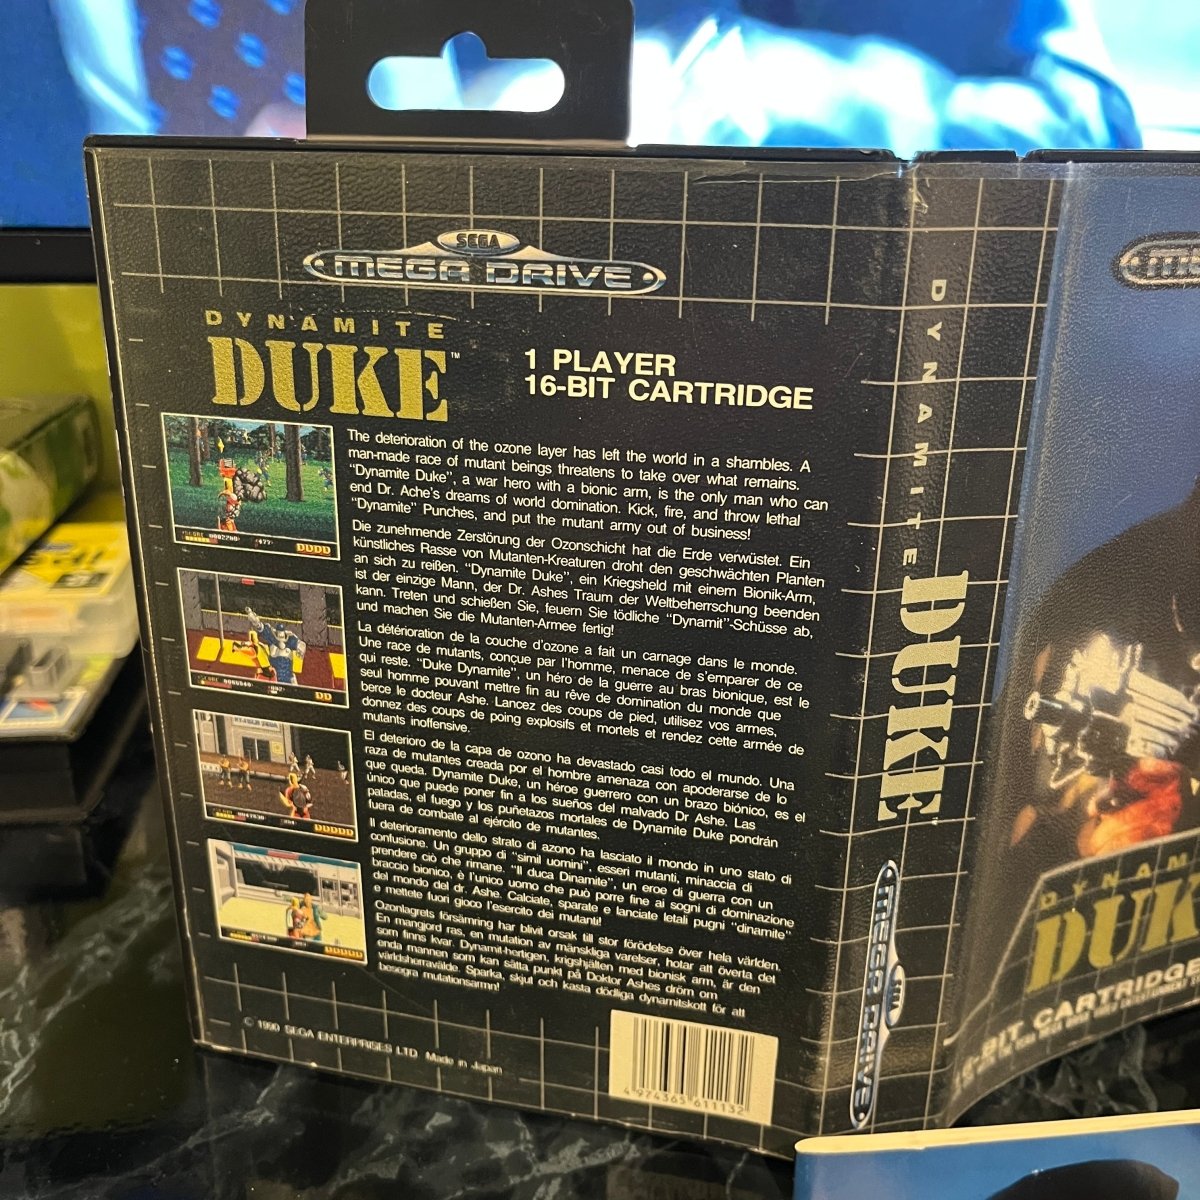 SEGA
MEGA DRIVE
DYNAMITE
DUKE™
1 PLAYER
16-BIT CARTRIDGE
The deterioration of the ozone layer has left the world in a shambles. A
man-made race of mutant beings threatens to take over what remains.
“Dynamite Duke”, a war hero with a bionic arm, is the only man who can
end Dr. Ache's dreams of world domination. Kick, fire, and throw lethal
“Dynamite” Punches, and put the mutant army out of business!
Die zunehmende Zerstörung der Ozonschicht hat die Erde verwüstet. Ein
künstliches Rasse von Mutanten-Kreaturen droht den geschwächten Planten
an sich zu reißen. “Dynamite Duke”, ein Kriegsheld mit einem Bionik-Arm,
ist der einzige Mann, der Dr. Ashes Traum der Weltbeherrschung beenden
kann. Treten und schießen Sie, feuern Sie tödliche “Dynamit”-Schüsse ab,
und machen Sie die Mutanten-Armee fertig!
La détérioration de la couche d'ozone a fait un carnage dans le monde.
Une race de mutants, conçue par l'homme, menace de s'emparer de ce
qui reste. “Duke Dynamite”, un héro de la guerre au bras bionique, est le
seul homme pouvant mettre fin au rêve de domination du monde que
berce le docteur Ashe. Lancez des coups de pied, utilisez vos armes,
donnez des coups de poing explosifs et mortels et rendez cette armée de
mutants inoffensive.
El deterioro de la capa de ozono ha devastado casi todo el mundo. Una
raza de mutantes creada por el hombre amenaza con apoderarse de lo
que queda. Dynamite Duke, un héroe guerrero con un brazo biónico, es el
único que puede poner fin a los sueños del malvado Dr Ashe. Las
patadas, el fuego y los puñetazos mortales de Dynamite Duke pondrán
fuera de combate al ejército de mutantes.
Il deterioramento dello strato di azono ha lasciato il mondo in uno stato di
confusione. Un gruppo di “simil uomini”, esseri mutanti, minaccia di
prendere ciò che rimane. “Il duca Dinamite”, un eroe di guerra con un
braccio bionico, è l'unico uomo che può porre fine ai sogni di dominazione
del mondo del dr. Ashe. Calciate, sparate e lanciate letali pugni “dinamite”
e mettete fuori gioco l'esercito dei mutanti!
Ozonlagrets försämring har blivit orsak till stor förödelse över hela världen.
En mangjord ras, en mutation av mänskliga varelser, hotar att överta det
som finns kvar. Dynamit-hertigen, krigshjälten med bionisk arm, är den
enda mannen som kan sätta punkt på Doktor Ashes dröm om
världsherravälde. Sparka, skjut och kasta dödliga dynamitskott för att
besegra mutationsarmn!
© 1990 SEGA ENTERPRISES LTD Made in Japan
4 974365 611132
DYNAMITE DUKE™
MEGA DRIVE
DYNAM
DUK
16-BIT CARTRIDGE